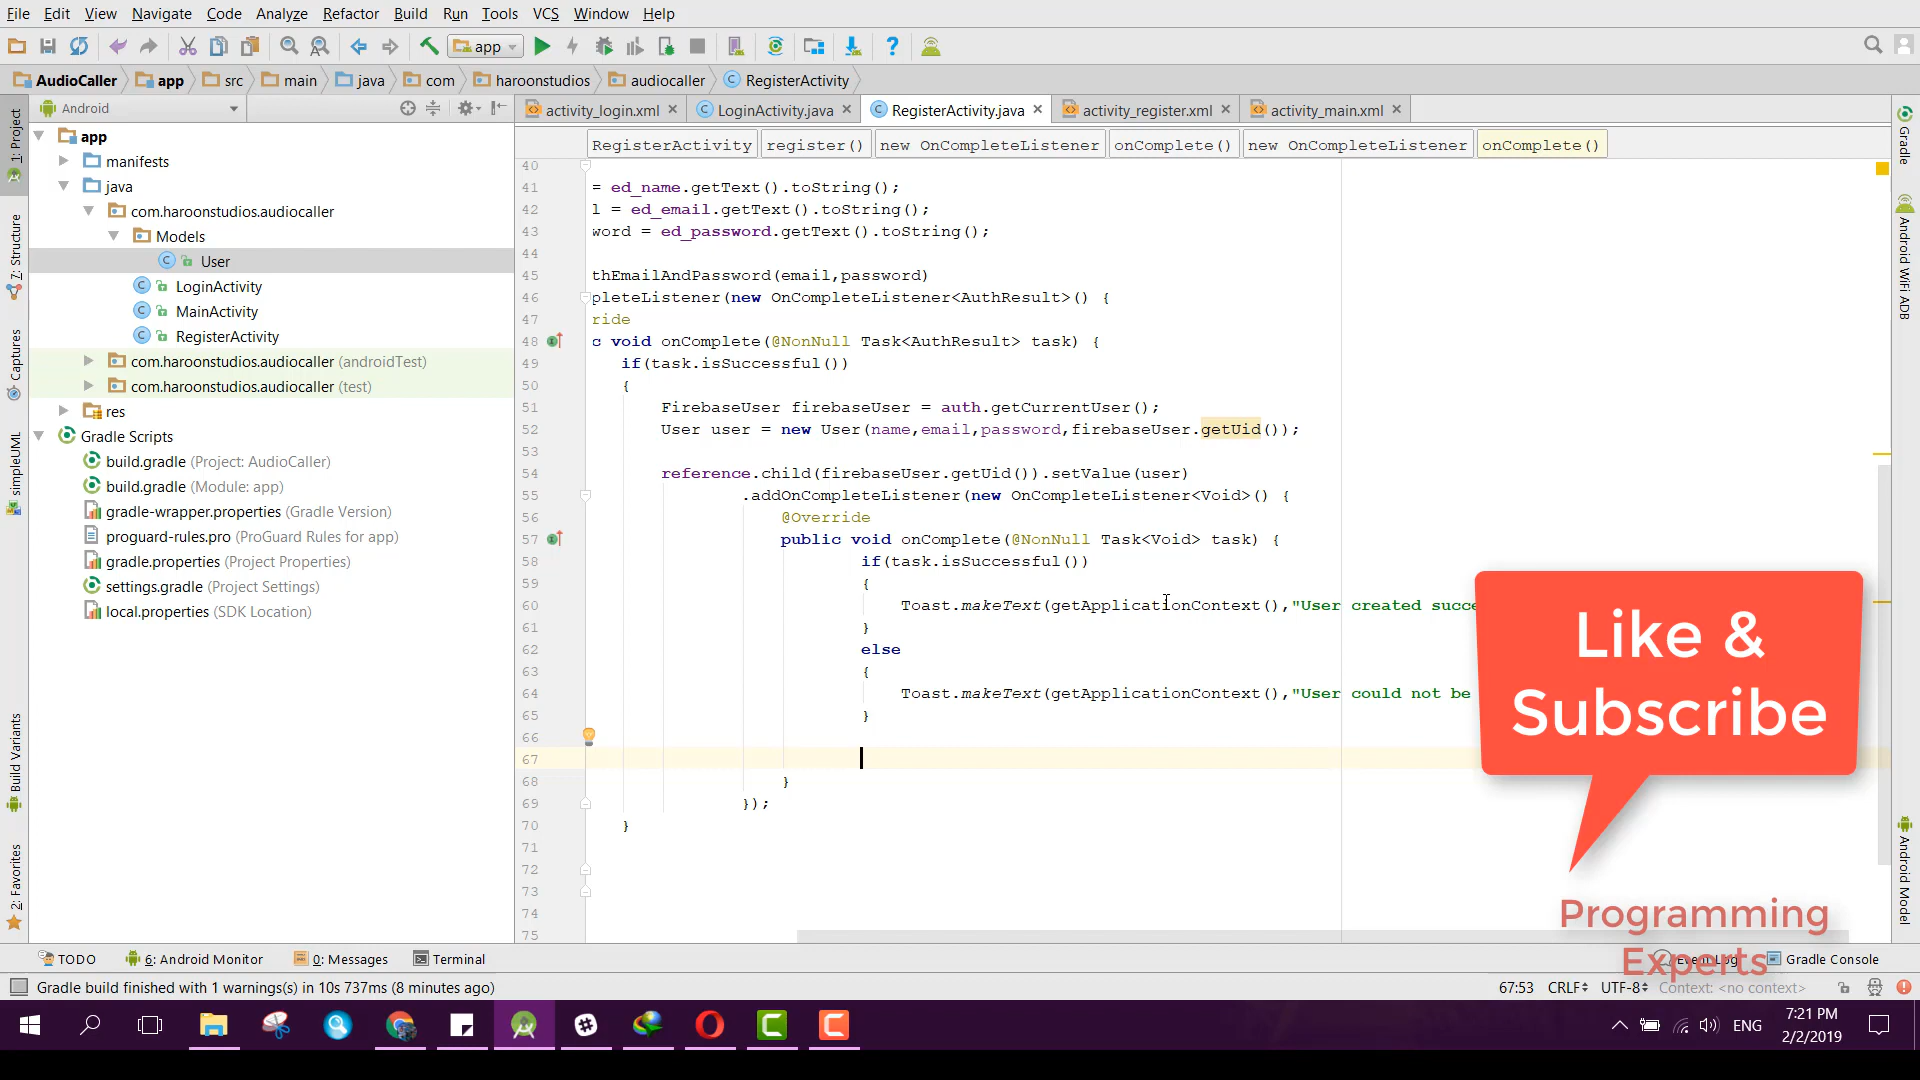 File Edit View Navigate Code Analyze Refactor Build Run Tools VCS Window Help
app
AudioCaller app src main java com haroonstudios audiocaller RegisterActivity
Android
activity_login.xml LoginActivity.java RegisterActivity.java activity_register.xml activity_main.xml
RegisterActivity register() new OnCompleteListener onComplete() new OnCompleteListener onComplete()
1: Project
7: Structure
Captures
simpleUML
Build Variants
2: Favorites
app
manifests
java
com.haroonstudios.audiocaller
Models
User
LoginActivity
MainActivity
RegisterActivity
com.haroonstudios.audiocaller (androidTest)
com.haroonstudios.audiocaller (test)
res
Gradle Scripts
build.gradle (Project: AudioCaller)
build.gradle (Module: app)
gradle-wrapper.properties (Gradle Version)
proguard-rules.pro (ProGuard Rules for app)
gradle.properties (Project Properties)
settings.gradle (Project Settings)
local.properties (SDK Location)
40
41 = ed_name.getText().toString();
42 l = ed_email.getText().toString();
43 word = ed_password.getText().toString();
44
45 thEmailAndPassword(email,password)
46 pleteListener(new OnCompleteListener<AuthResult>() {
47 ride
48 c void onComplete(@NonNull Task<AuthResult> task) {
49 if(task.isSuccessful())
50 {
51 FirebaseUser firebaseUser = auth.getCurrentUser();
52 User user = new User(name,email,password,firebaseUser.getUid());
53
54 reference.child(firebaseUser.getUid()).setValue(user)
55 .addOnCompleteListener(new OnCompleteListener<Void>() {
56 @Override
57 public void onComplete(@NonNull Task<Void> task) {
58 if(task.isSuccessful())
59 {
60 Toast.makeText(getApplicationContext(),"User created succe
61 }
62 else
63 {
64 Toast.makeText(getApplicationContext(),"User could not be
65 }
66
67
68 }
69 });
70 }
71
72
73
74
75
Gradle
Android WiFi ADB
Android Model
Like &
Subscribe
Programming
Experts
TODO 6: Android Monitor 0: Messages Terminal Event Log Gradle Console
Gradle build finished with 1 warnings(s) in 10s 737ms (8 minutes ago) 67:53 CRLF UTF-8 Context: <no context>
ENG 7:21 PM
2/2/2019